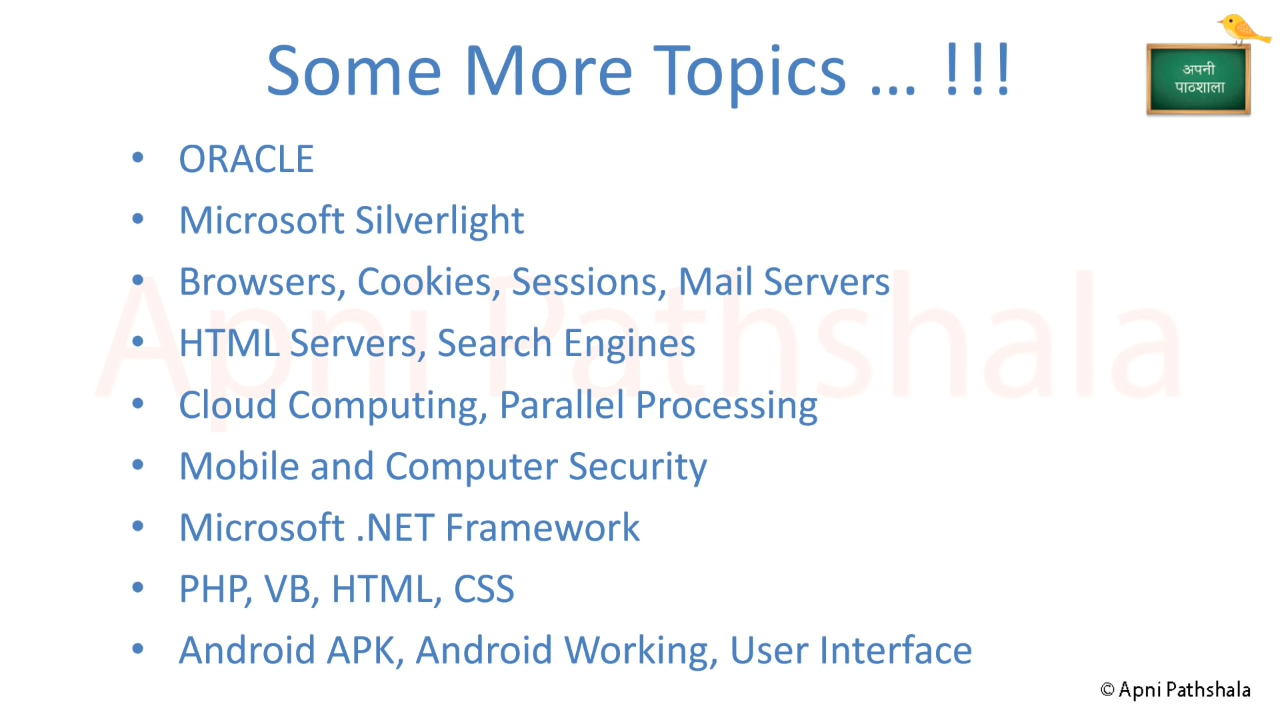 Some More Topics ... !!!
अपनी
पाठशाला
• ORACLE
• Microsoft Silverlight
• Browsers, Cookies, Sessions, Mail Servers
• HTML Servers, Search Engines
Apni Pathshala
• Cloud Computing, Parallel Processing
• Mobile and Computer Security
• Microsoft .NET Framework
• PHP, VB, HTML, CSS
• Android APK, Android Working, User Interface
© Apni Pathshala